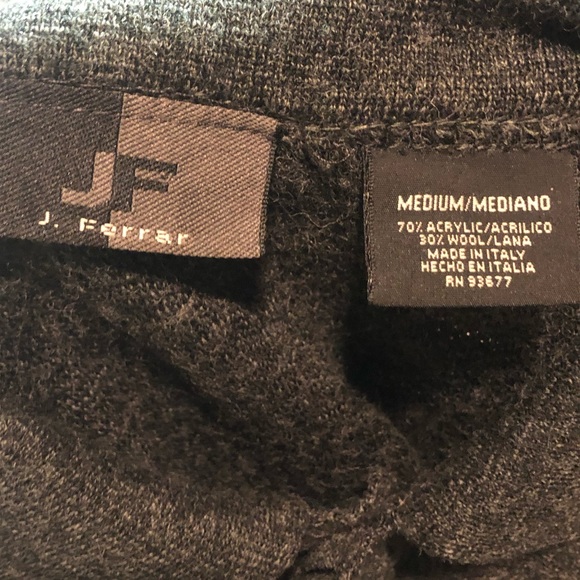 JF
J. Ferrar
MEDIUM/MEDIANO
70% ACRYLIC/ACRILICO
30% WOOL/LANA
MADE IN ITALY
HECHO EN ITALIA
RN 93677